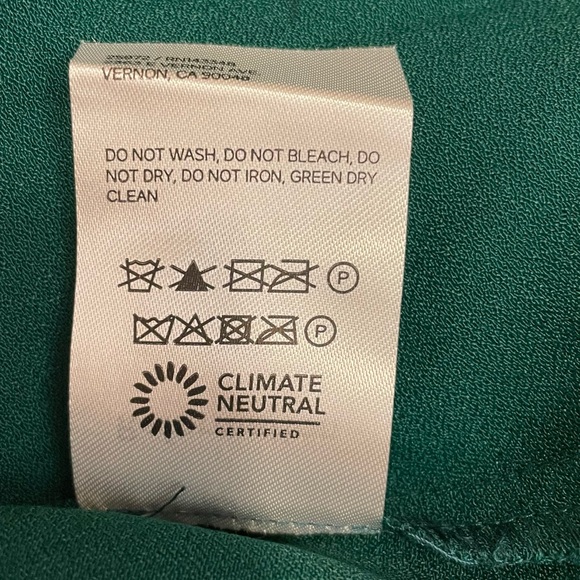 VERNON, CA 90048
DO NOT WASH, DO NOT BLEACH, DO
NOT DRY, DO NOT IRON, GREEN DRY
CLEAN
P
P
CLIMATE
NEUTRAL
CERTIFIED